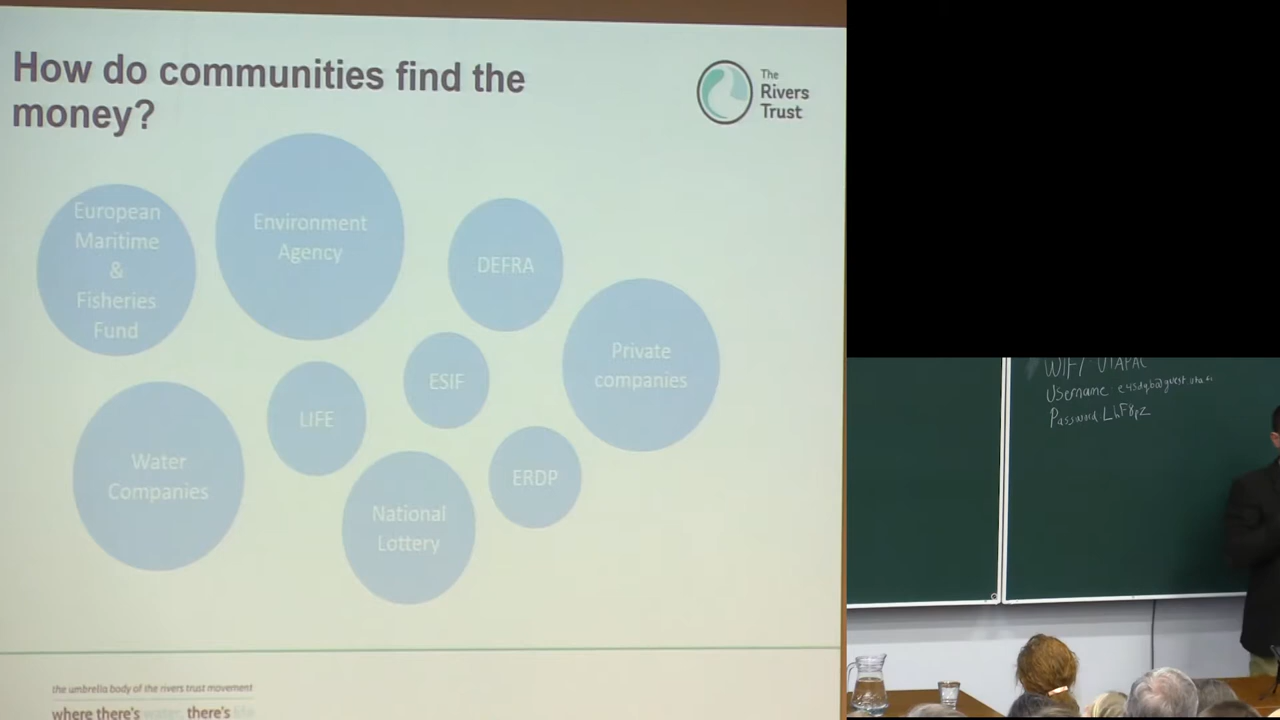 How do communities find the
money?
The
Rivers
Trust
European
Maritime
&
Fisheries
Fund
Environment
Agency
DEFRA
Private
companies
ESIF
LIFE
Water
Companies
ERDP
National
Lottery
the umbrella body of the rivers trust movement
where there's water, there's life
Username
Password